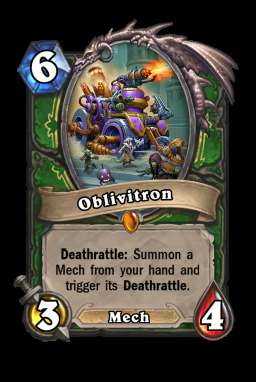 6
Oblivitron
Deathrattle: Summon a
Mech from your hand and
trigger its Deathrattle.
3
Mech
4